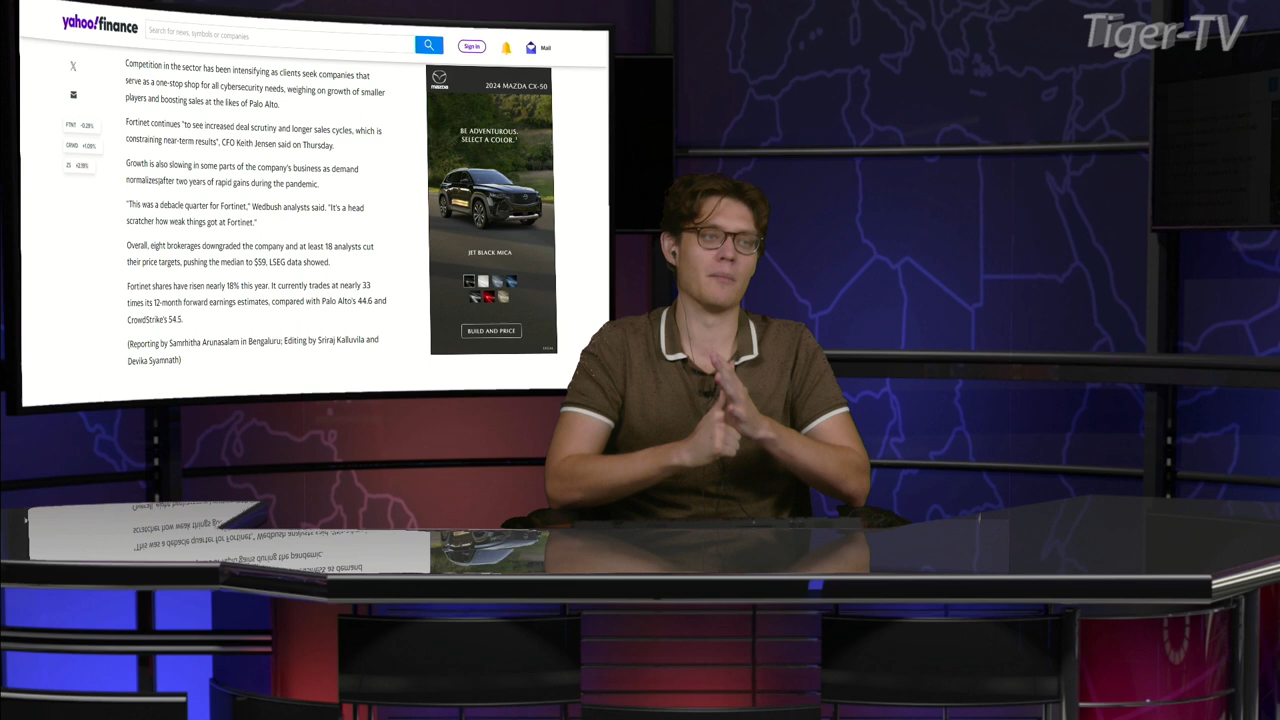 Tiger-TV
yahoo!finance
Search for news, symbols or companies
Sign in
Mail
Competition in the sector has been intensifying as clients seek companies that
serve as a one-stop shop for all cybersecurity needs, weighing on growth of smaller
players and boosting sales at the likes of Palo Alto.
FTNT -0.28%
CRWD +1.09%
ZS
Fortinet continues "to see increased deal scrutiny and longer sales cycles, which is
constraining near-term results", CFO Keith Jensen said on Thursday.
Growth is also slowing in some parts of the company's business as demand
normalizes after two years of rapid gains during the pandemic.
"This was a debacle quarter for Fortinet," Wedbush analysts said. "It's a head
scratcher how weak things got at Fortinet."
Overall, eight brokerages downgraded the company and at least 18 analysts cut
their price targets, pushing the median to $59, LSEG data showed.
Fortinet shares have risen nearly 18% this year. It currently trades at nearly 33
times its 12-month forward earnings estimates, compared with Palo Alto's 44.6 and
CrowdStrike's 54.5.
(Reporting by Samrhitha Arunasalam in Bengaluru; Editing by Sriraj Kalluvila and
Devika Syamnath)
mazda
2024 MAZDA CX-50
BE ADVENTUROUS.
SELECT A COLOR.¹
JET BLACK MICA
BUILD AND PRICE